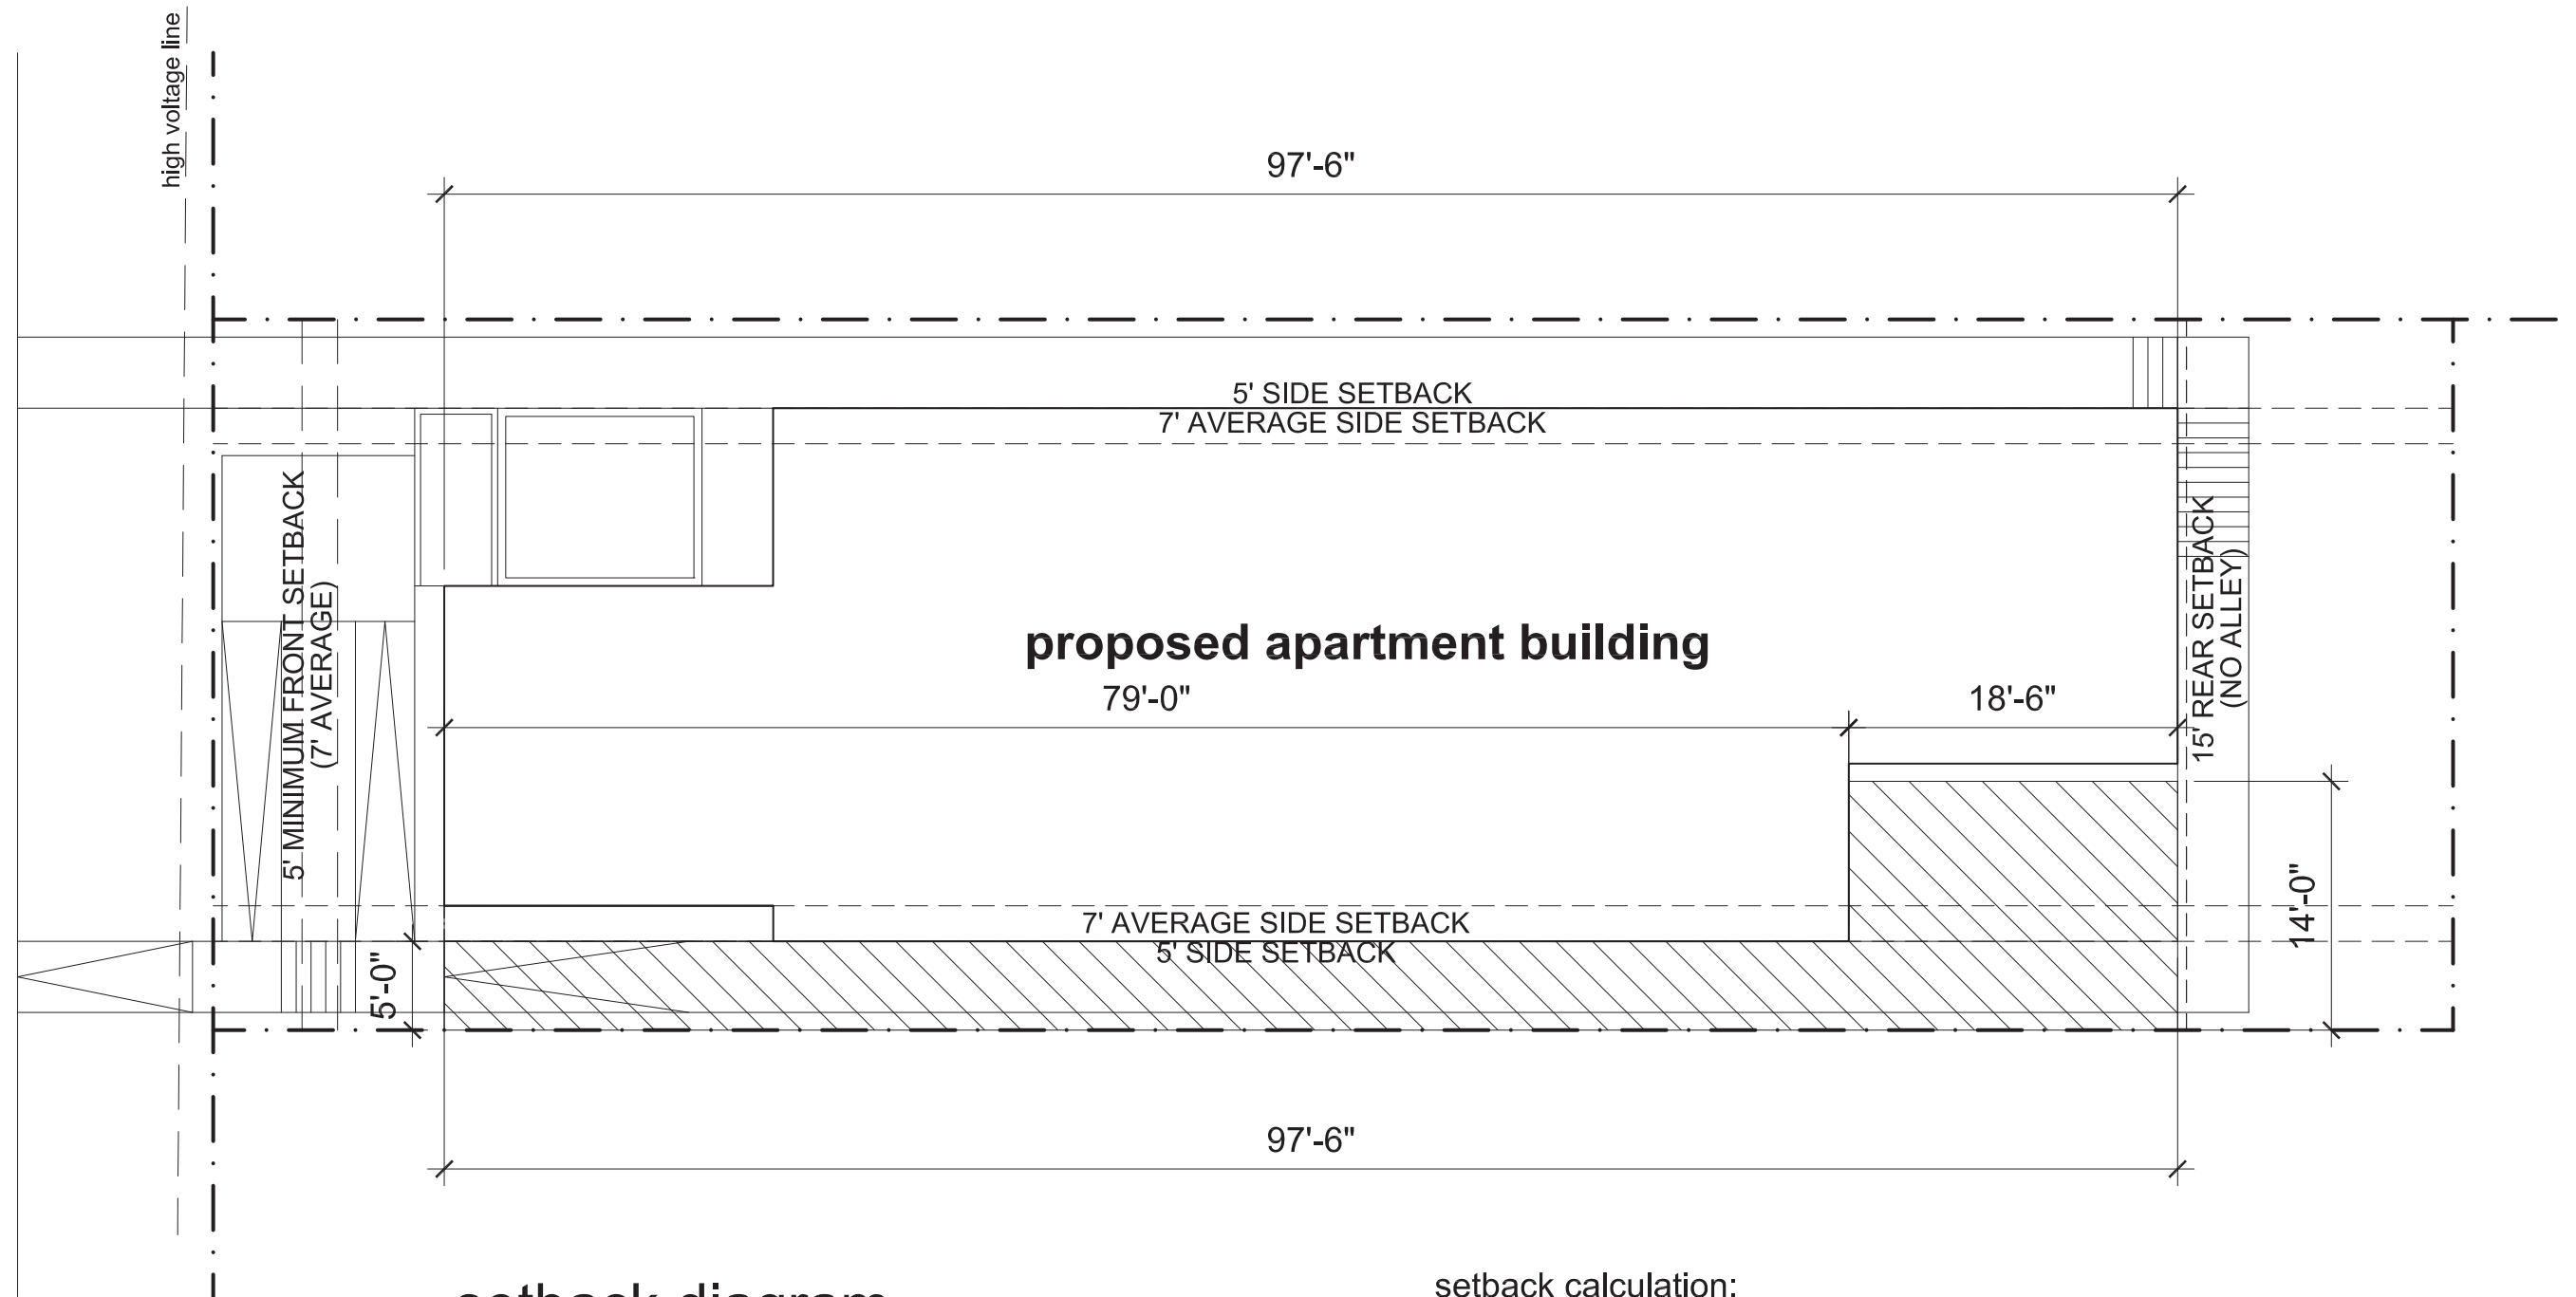 high voltage line
97'-6"
5' SIDE SETBACK
7' AVERAGE SIDE SETBACK
5' MINIMUM FRONT SETBACK
(7' AVERAGE)
proposed apartment building
79'-0"
18'-6"
15' REAR SETBACK
(NO ALLEY)
14'-0"
7' AVERAGE SIDE SETBACK
5' SIDE SETBACK
5'-0"
97'-6"
setback diagram
setback calculation: